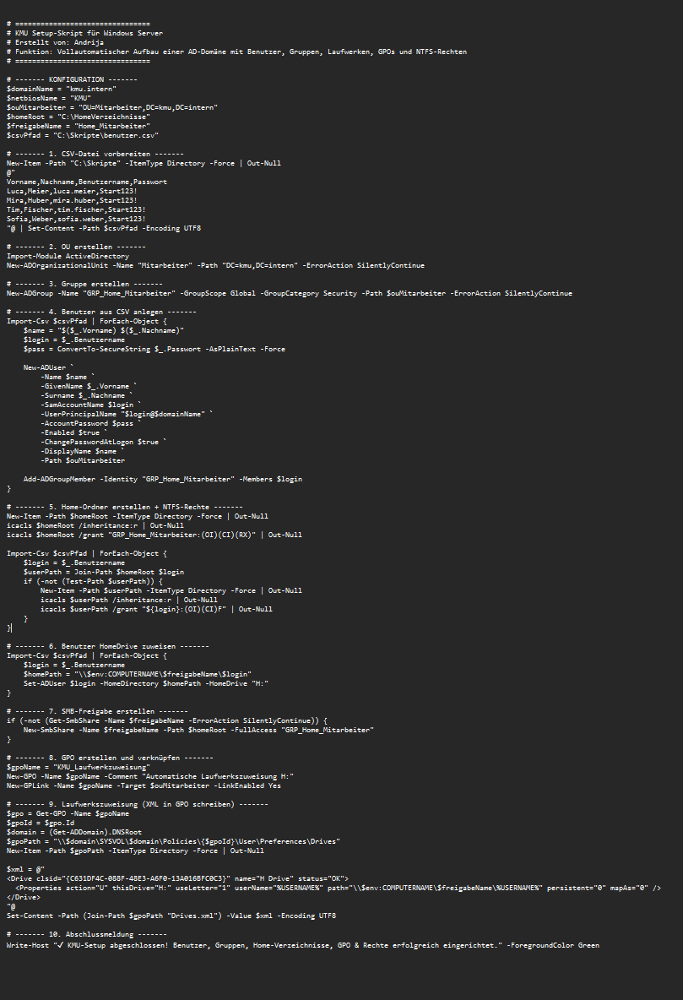 # ================================
# KMU Setup-Skript für Windows Server
# Erstellt von: Andrija
# Funktion: Vollautomatischer Aufbau einer AD-Domäne mit Benutzer, Gruppen, Laufwerken, GPOs und NTFS-Rechten
# ================================
# ------- KONFIGURATION -------
$domainName = "kmu.intern"
$netbiosName = "KMU"
$ouMitarbeiter = "OU=Mitarbeiter,DC=kmu,DC=intern"
$homeRoot = "C:\HomeVerzeichnisse"
$freigabeName = "Home_Mitarbeiter"
$csvPfad = "C:\Skripte\benutzer.csv"
# ------- 1. CSV-Datei vorbereiten -------
New-Item -Path "C:\Skripte" -ItemType Directory -Force | Out-Null
@"
Vorname,Nachname,Benutzername,Passwort
Luca,Meier,luca.meier,Start123!
Mira,Huber,mira.huber,Start123!
Tim,Fischer,tim.fischer,Start123!
Sofia,Weber,sofia.weber,Start123!
"@ | Set-Content -Path $csvPfad -Encoding UTF8
# ------- 2. OU erstellen -------
Import-Module ActiveDirectory
New-ADOrganizationalUnit -Name "Mitarbeiter" -Path "DC=kmu,DC=intern" -ErrorAction SilentlyContinue
# ------- 3. Gruppe erstellen -------
New-ADGroup -Name "GRP_Home_Mitarbeiter" -GroupScope Global -GroupCategory Security -Path $ouMitarbeiter -ErrorAction SilentlyContinue
# ------- 4. Benutzer aus CSV anlegen -------
Import-Csv $csvPfad | ForEach-Object {
    $name = "$($_.Vorname) $($_.Nachname)"
    $login = $_.Benutzername
    $pass = ConvertTo-SecureString $_.Passwort -AsPlainText -Force
    New-ADUser `
        -Name $name `
        -GivenName $_.Vorname `
        -Surname $_.Nachname `
        -SamAccountName $login `
        -UserPrincipalName "$login@$domainName" `
        -AccountPassword $pass `
        -Enabled $true `
        -ChangePasswordAtLogon $true `
        -DisplayName $name `
        -Path $ouMitarbeiter
    Add-ADGroupMember -Identity "GRP_Home_Mitarbeiter" -Members $login
}
# ------- 5. Home-Ordner erstellen + NTFS-Rechte -------
New-Item -Path $homeRoot -ItemType Directory -Force | Out-Null
icacls $homeRoot /inheritance:r | Out-Null
icacls $homeRoot /grant "GRP_Home_Mitarbeiter:(OI)(CI)(RX)" | Out-Null
Import-Csv $csvPfad | ForEach-Object {
    $login = $_.Benutzername
    $userPath = Join-Path $homeRoot $login
    if (-not (Test-Path $userPath)) {
        New-Item -Path $userPath -ItemType Directory -Force | Out-Null
        icacls $userPath /inheritance:r | Out-Null
        icacls $userPath /grant "${login}:(OI)(CI)F" | Out-Null
    }
}
# ------- 6. Benutzer HomeDrive zuweisen -------
Import-Csv $csvPfad | ForEach-Object {
    $login = $_.Benutzername
    $homePath = "\\$env:COMPUTERNAME\$freigabeName\$login"
    Set-ADUser $login -HomeDirectory $homePath -HomeDrive "H:"
}
# ------- 7. SMB-Freigabe erstellen -------
if (-not (Get-SmbShare -Name $freigabeName -ErrorAction SilentlyContinue)) {
    New-SmbShare -Name $freigabeName -Path $homeRoot -FullAccess "GRP_Home_Mitarbeiter"
}
# ------- 8. GPO erstellen und verknüpfen -------
$gpoName = "KMU_Laufwerkzuweisung"
New-GPO -Name $gpoName -Comment "Automatische Laufwerkszuweisung H:"
New-GPLink -Name $gpoName -Target $ouMitarbeiter -LinkEnabled Yes
# ------- 9. Laufwerkszuweisung (XML in GPO schreiben) -------
$gpo = Get-GPO -Name $gpoName
$gpoId = $gpo.Id
$domain = (Get-ADDomain).DNSRoot
$gpoPath = "\\$domain\SYSVOL\$domain\Policies\{$gpoId}\User\Preferences\Drives"
New-Item -Path $gpoPath -ItemType Directory -Force | Out-Null
$xml = @"
<Drive clsid="{C631DF4C-088F-48E3-A6F0-13A016BFC0C3}" name="H Drive" status="OK">
  <Properties action="U" thisDrive="H:" useLetter="1" userName="%USERNAME%" path="\\$env:COMPUTERNAME\$freigabeName\%USERNAME%" persistent="0" mapAs="0" />
</Drive>
"@
Set-Content -Path (Join-Path $gpoPath "Drives.xml") -Value $xml -Encoding UTF8
# ------- 10. Abschlussmeldung -------
Write-Host "✓ KMU-Setup abgeschlossen! Benutzer, Gruppen, Home-Verzeichnisse, GPO & Rechte erfolgreich eingerichtet." -ForegroundColor Green